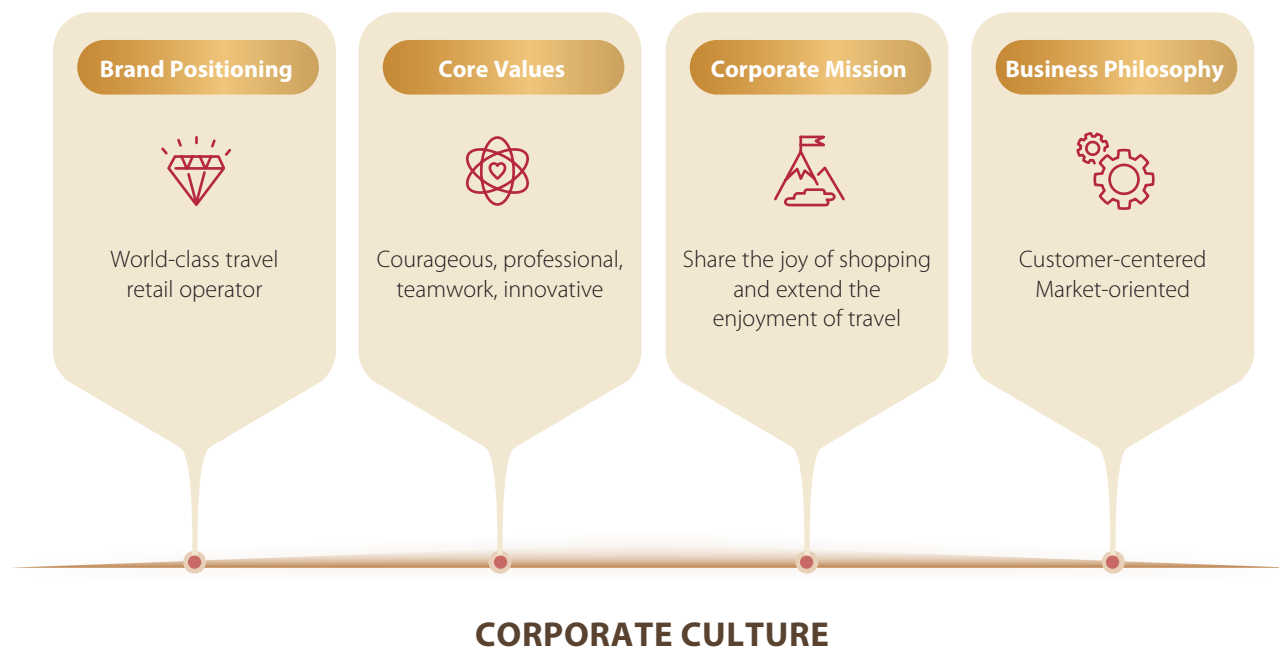 Brand Positioning
World-class travel
retail operator
Core Values
Courageous, professional,
teamwork, innovative
Corporate Mission
Share the joy of shopping
and extend the
enjoyment of travel
Business Philosophy
Customer-centered
Market-oriented
CORPORATE CULTURE